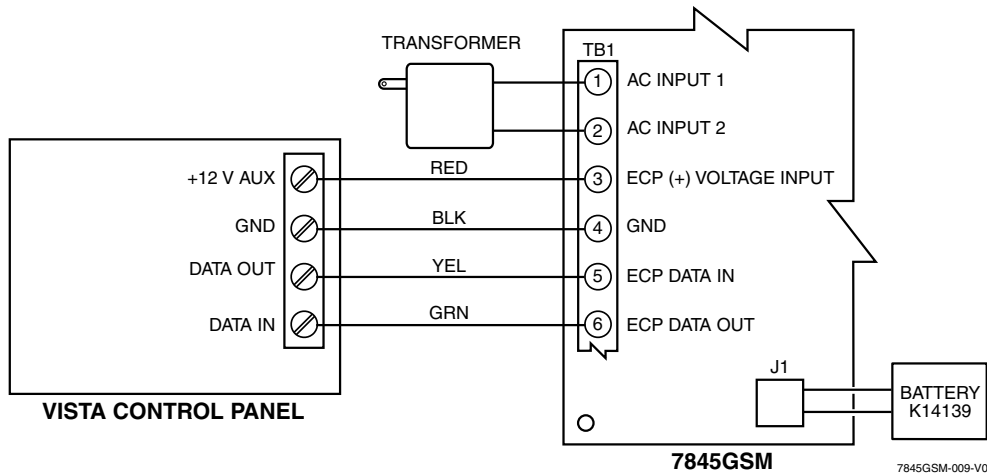 TRANSFORMER
TB1
1 AC INPUT 1
2 AC INPUT 2
+12 V AUX RED 3 ECP (+) VOLTAGE INPUT
GND BLK 4 GND
DATA OUT YEL 5 ECP DATA IN
DATA IN GRN 6 ECP DATA OUT
J1
BATTERY
K14139
VISTA CONTROL PANEL
7845GSM
7845GSM-009-V0